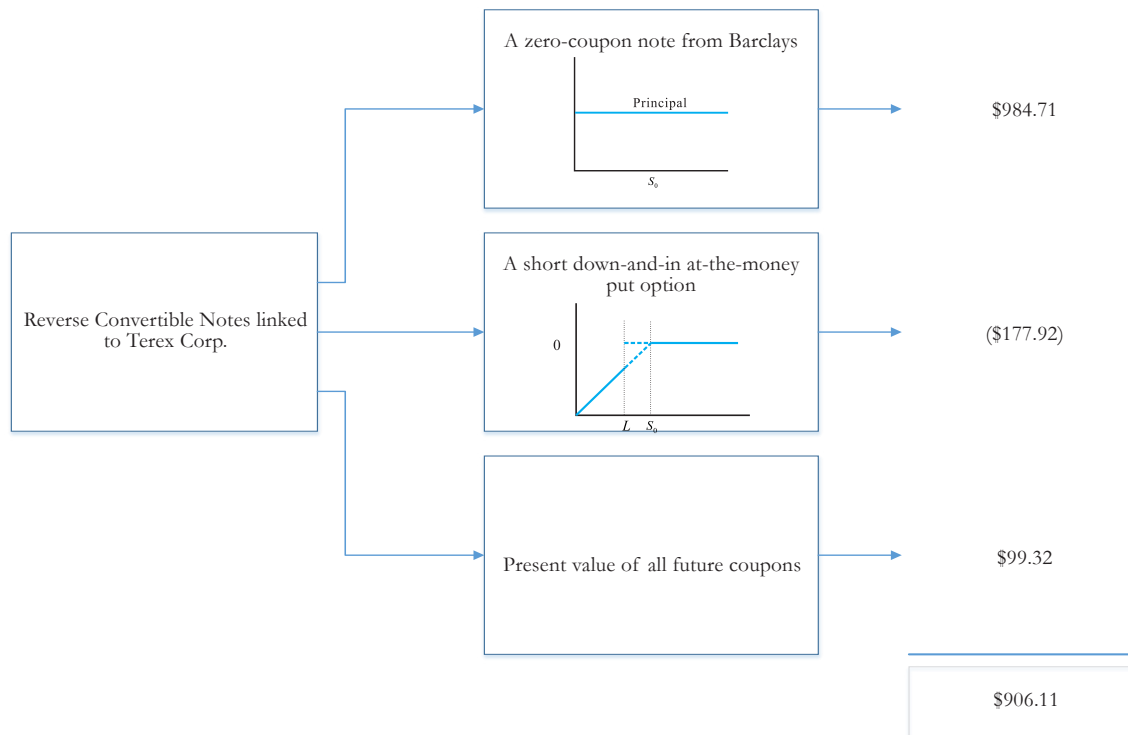 A zero-coupon note from Barclays
Principal
S₀
$984.71
Reverse Convertible Notes linked
to Terex Corp.
A short down-and-in at-the-money
put option
0
L S₀
($177.92)
Present value of all future coupons
$99.32
$906.11